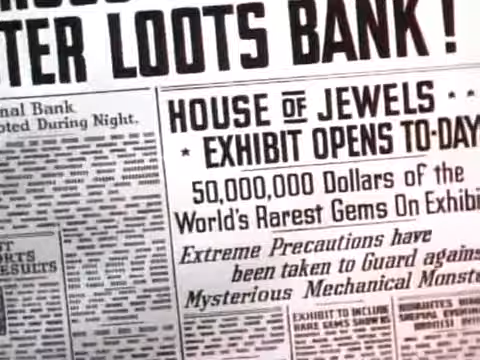 TER LOOTS BANK!
nal Bank
oted During Night.
HOUSE OF JEWELS
EXHIBIT OPENS TO-DAY
50,000,000 Dollars of the
World's Rarest Gems On Exhibi
Extreme Precautions have
been taken to Guard agains
Mysterious Mechanical Monste
ORTS
ESULTS
EXHIBIT TO INCLUDE
RARE GEMS